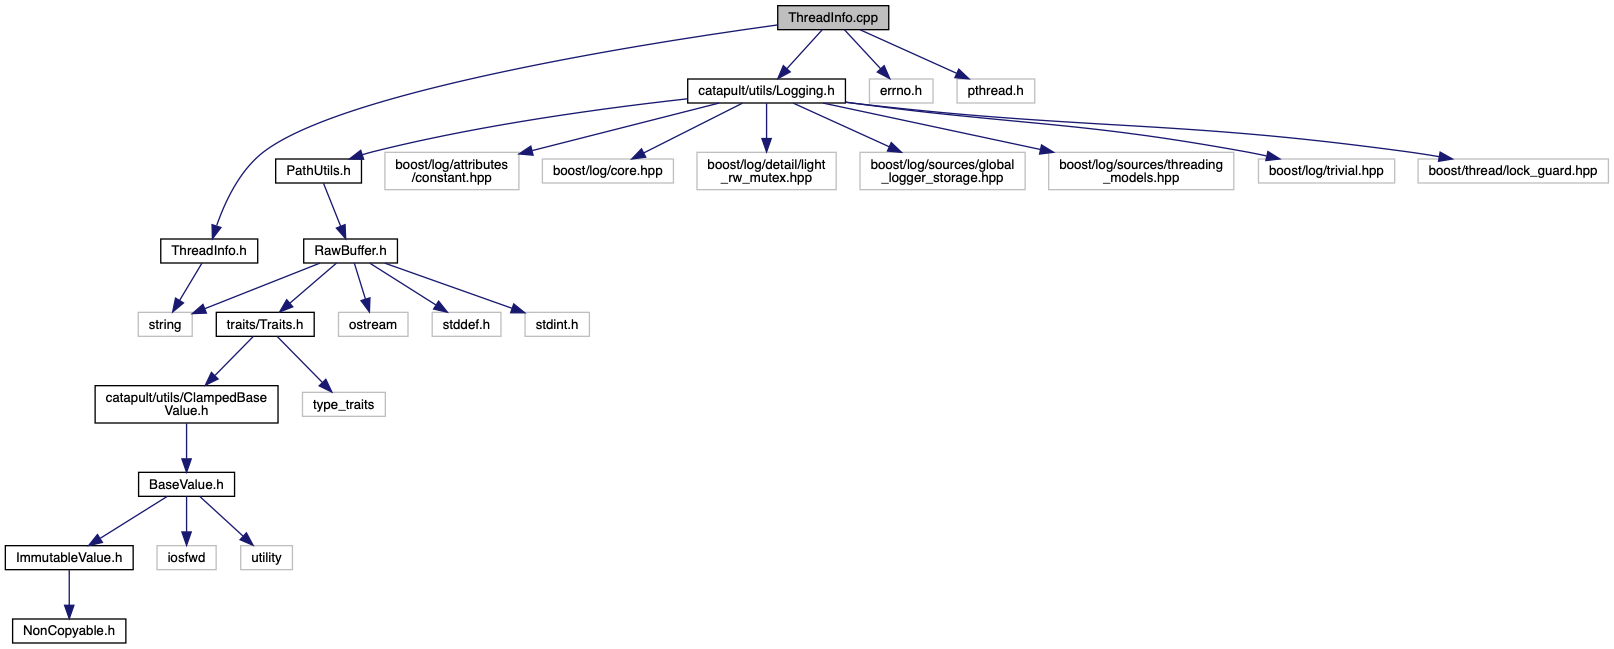 ThreadInfo.cpp
catapult/utils/Logging.h
errno.h
pthread.h
PathUtils.h
boost/log/attributes
/constant.hpp
boost/log/core.hpp
boost/log/detail/light
_rw_mutex.hpp
boost/log/sources/global
_logger_storage.hpp
boost/log/sources/threading
_models.hpp
boost/log/trivial.hpp
boost/thread/lock_guard.hpp
ThreadInfo.h
RawBuffer.h
string
traits/Traits.h
ostream
stddef.h
stdint.h
catapult/utils/ClampedBase
Value.h
type_traits
BaseValue.h
ImmutableValue.h
iosfwd
utility
NonCopyable.h